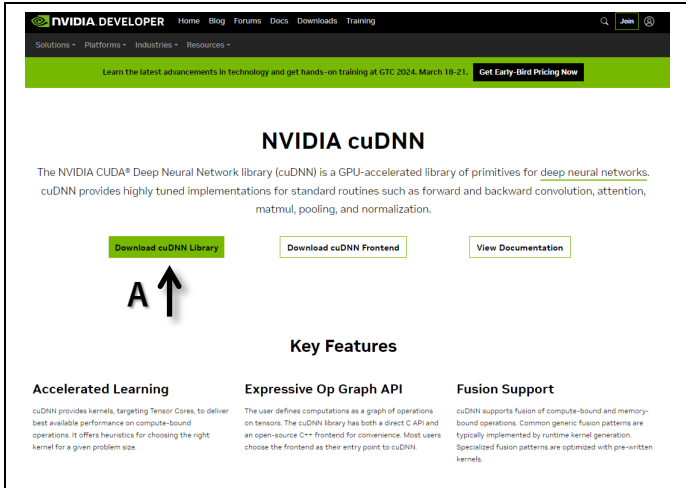 NVIDIA. DEVELOPER Home Blog Forums Docs Downloads Training Join
Solutions Platforms Industries Resources
Learn the latest advancements in technology and get hands-on training at GTC 2024. March 18-21. Get Early-Bird Pricing Now
NVIDIA cuDNN
The NVIDIA CUDA® Deep Neural Network library (cuDNN) is a GPU-accelerated library of primitives for deep neural networks.
cuDNN provides highly tuned implementations for standard routines such as forward and backward convolution, attention,
matmul, pooling, and normalization.
Download cuDNN Library Download cuDNN Frontend View Documentation
A
Key Features
Accelerated Learning
cuDNN provides kernels, targeting Tensor Cores, to deliver
best available performance on compute-bound
operations. It offers heuristics for choosing the right
kernel for a given problem size.
Expressive Op Graph API
The user defines computations as a graph of operations
on tensors. The cuDNN library has both a direct C API and
an open-source C++ frontend for convenience. Most users
choose the frontend as their entry point to cuDNN.
Fusion Support
cuDNN supports fusion of compute-bound and memory-
bound operations. Common generic fusion patterns are
typically implemented by runtime kernel generation.
Specialized fusion patterns are optimized with pre-written
kernels.